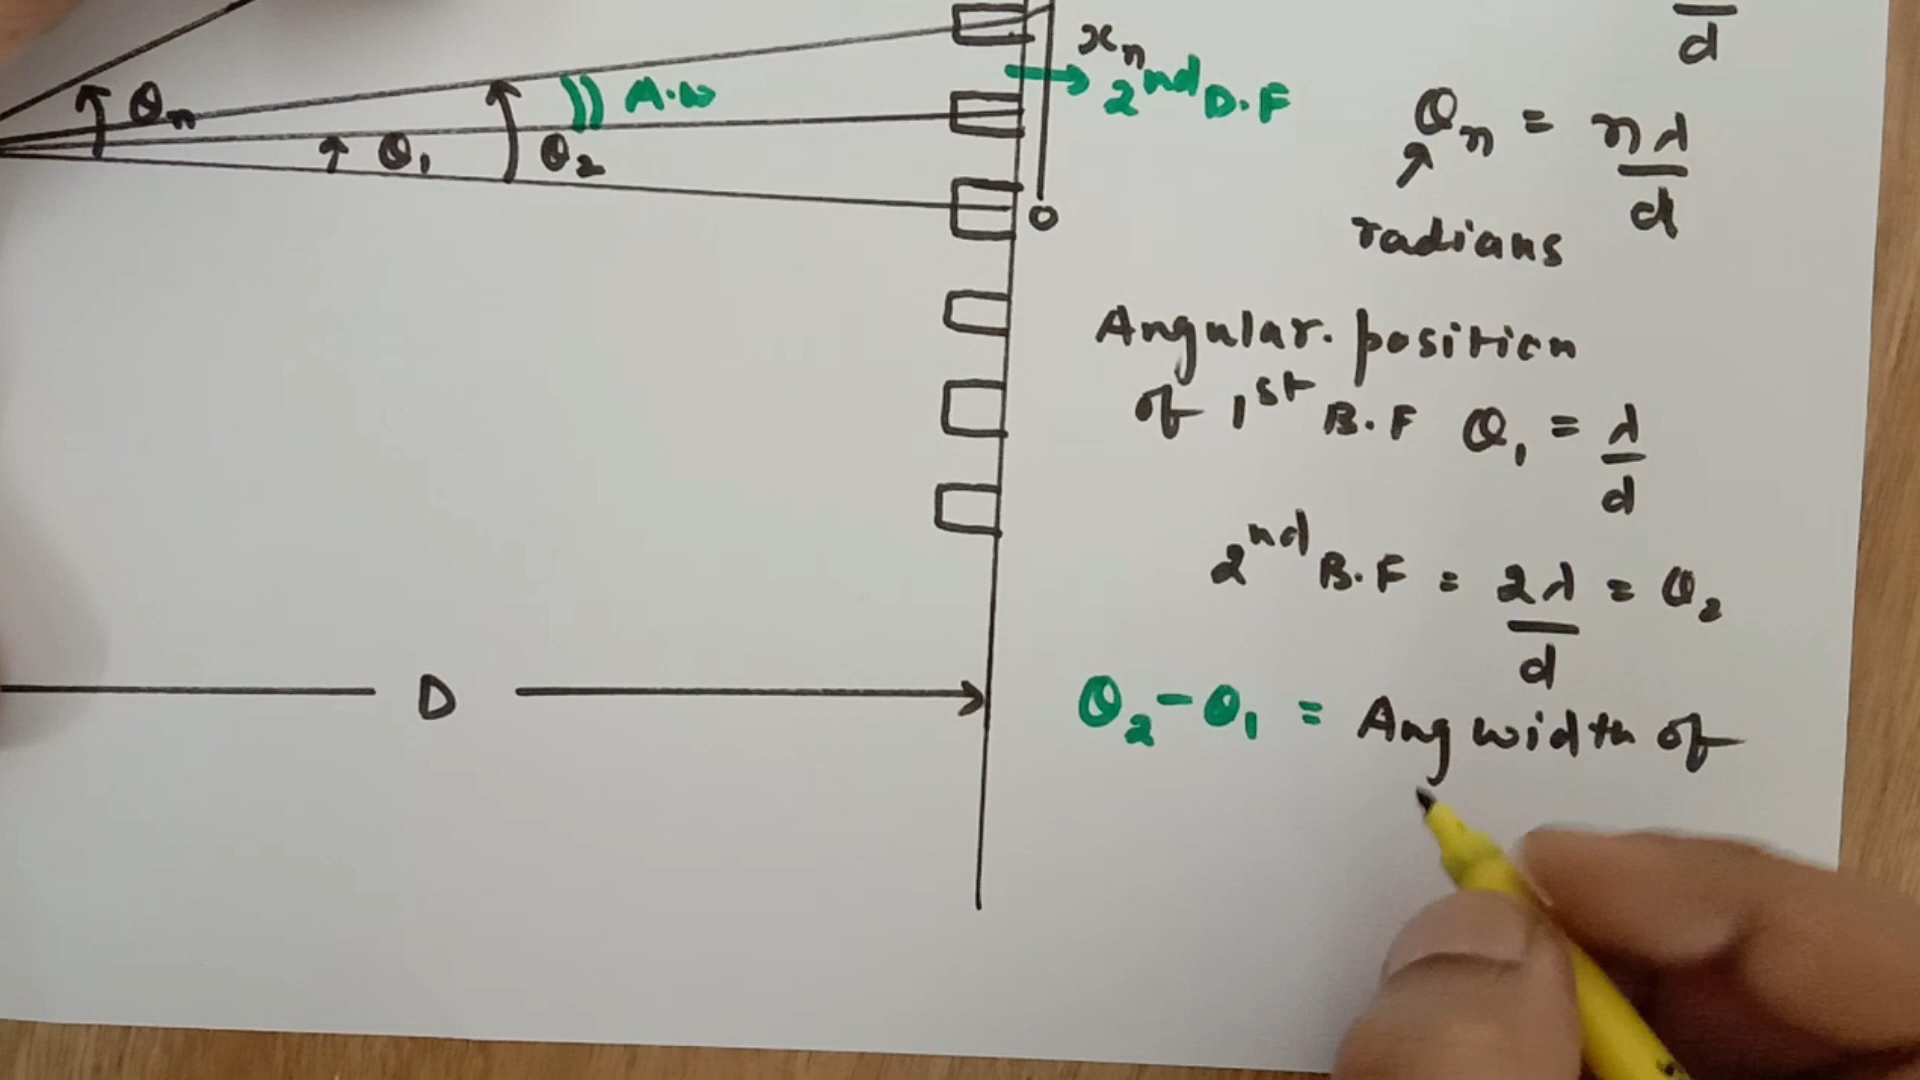 d
xₙ
2ⁿᵈ D.F
A.W
θₙ
θ₁
θ₂
O
D
θₙ = nλ
d
radians
Angular. position
of 1ˢᵗ B.F θ₁ = λ
d
2ⁿᵈ B.F = 2λ = θ₂
d
θ₂ - θ₁ = Ang width of